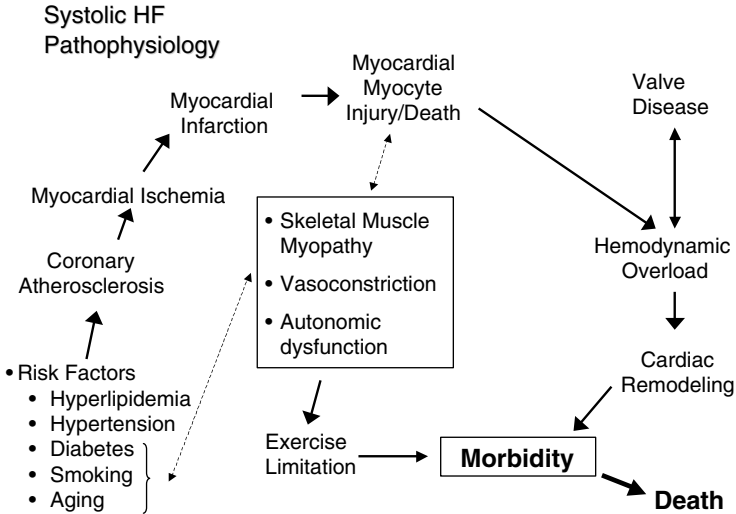 Systolic HF
Pathophysiology
Myocardial
Myocyte
Injury/Death
Myocardial
Infarction
Valve
Disease
Myocardial Ischemia
• Skeletal Muscle
Myopathy
• Vasoconstriction
• Autonomic
dysfunction
Hemodynamic
Overload
Coronary
Atherosclerosis
Cardiac
Remodeling
• Risk Factors
• Hyperlipidemia
• Hypertension
• Diabetes
• Smoking
• Aging
Exercise
Limitation
Morbidity
Death